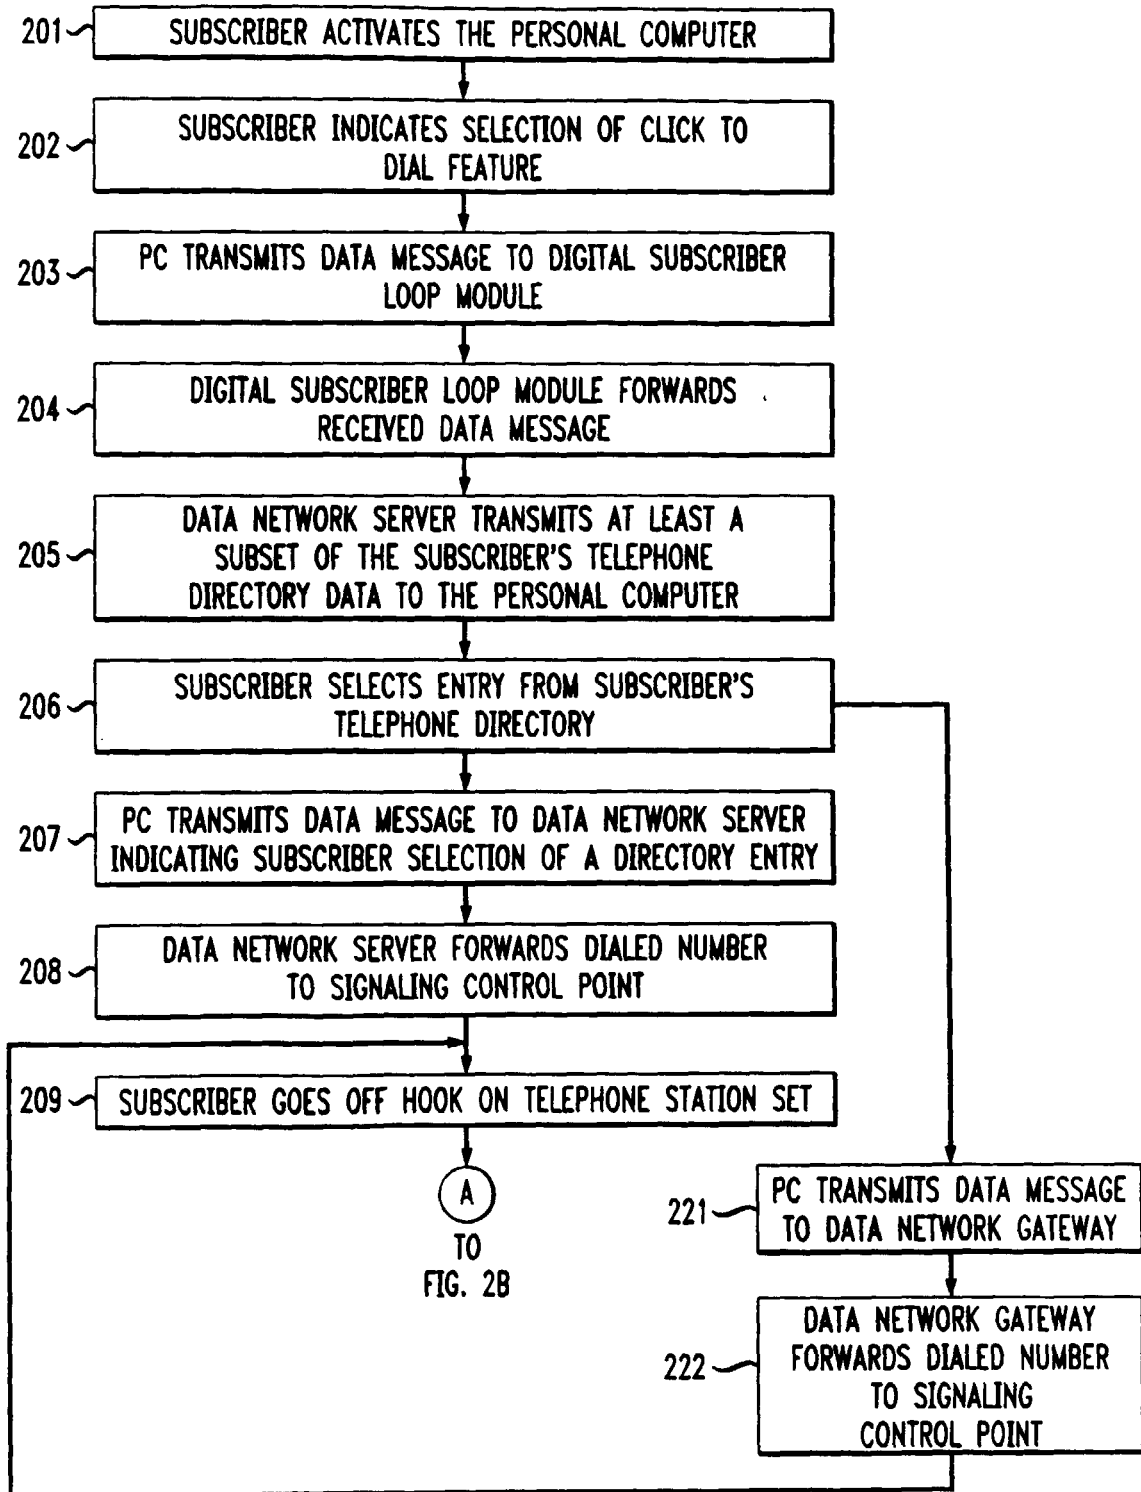 201
SUBSCRIBER ACTIVATES THE PERSONAL COMPUTER
202
SUBSCRIBER INDICATES SELECTION OF CLICK TO
DIAL FEATURE
203
PC TRANSMITS DATA MESSAGE TO DIGITAL SUBSCRIBER
LOOP MODULE
204
DIGITAL SUBSCRIBER LOOP MODULE FORWARDS
RECEIVED DATA MESSAGE
205
DATA NETWORK SERVER TRANSMITS AT LEAST A
SUBSET OF THE SUBSCRIBER'S TELEPHONE
DIRECTORY DATA TO THE PERSONAL COMPUTER
206
SUBSCRIBER SELECTS ENTRY FROM SUBSCRIBER'S
TELEPHONE DIRECTORY
207
PC TRANSMITS DATA MESSAGE TO DATA NETWORK SERVER
INDICATING SUBSCRIBER SELECTION OF A DIRECTORY ENTRY
208
DATA NETWORK SERVER FORWARDS DIALED NUMBER
TO SIGNALING CONTROL POINT
209
SUBSCRIBER GOES OFF HOOK ON TELEPHONE STATION SET
A
TO
FIG. 2B
221
PC TRANSMITS DATA MESSAGE
TO DATA NETWORK GATEWAY
222
DATA NETWORK GATEWAY
FORWARDS DIALED NUMBER
TO SIGNALING
CONTROL POINT